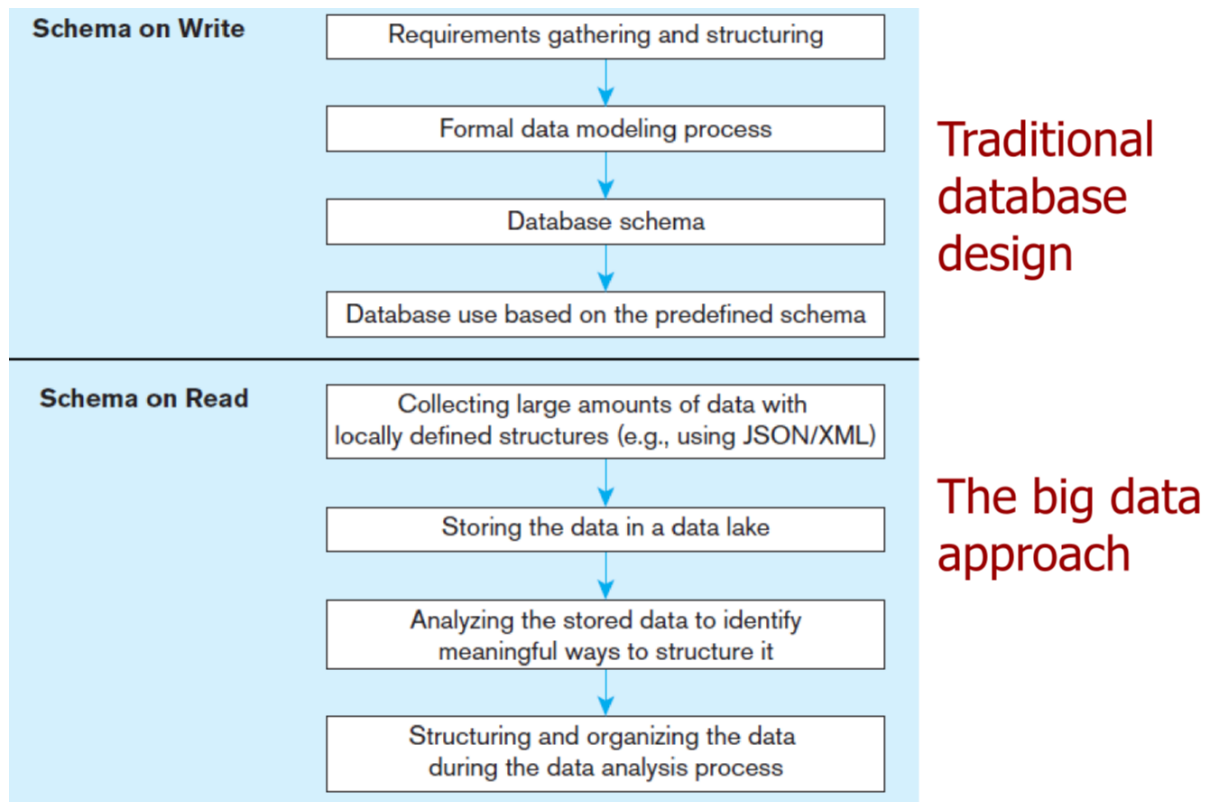 Schema on Write
Requirements gathering and structuring
Formal data modeling process
Database schema
Database use based on the predefined schema
Traditional
database
design
Schema on Read
Collecting large amounts of data with
locally defined structures (e.g., using JSON/XML)
Storing the data in a data lake
Analyzing the stored data to identify
meaningful ways to structure it
Structuring and organizing the data
during the data analysis process
The big data
approach